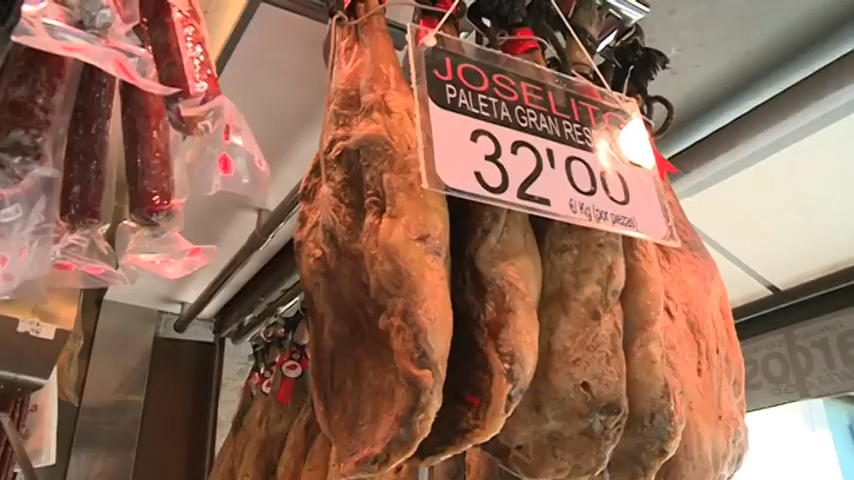 JOSELITO
PALETA GRAN RES
32'00
€/Kg (por piezas)